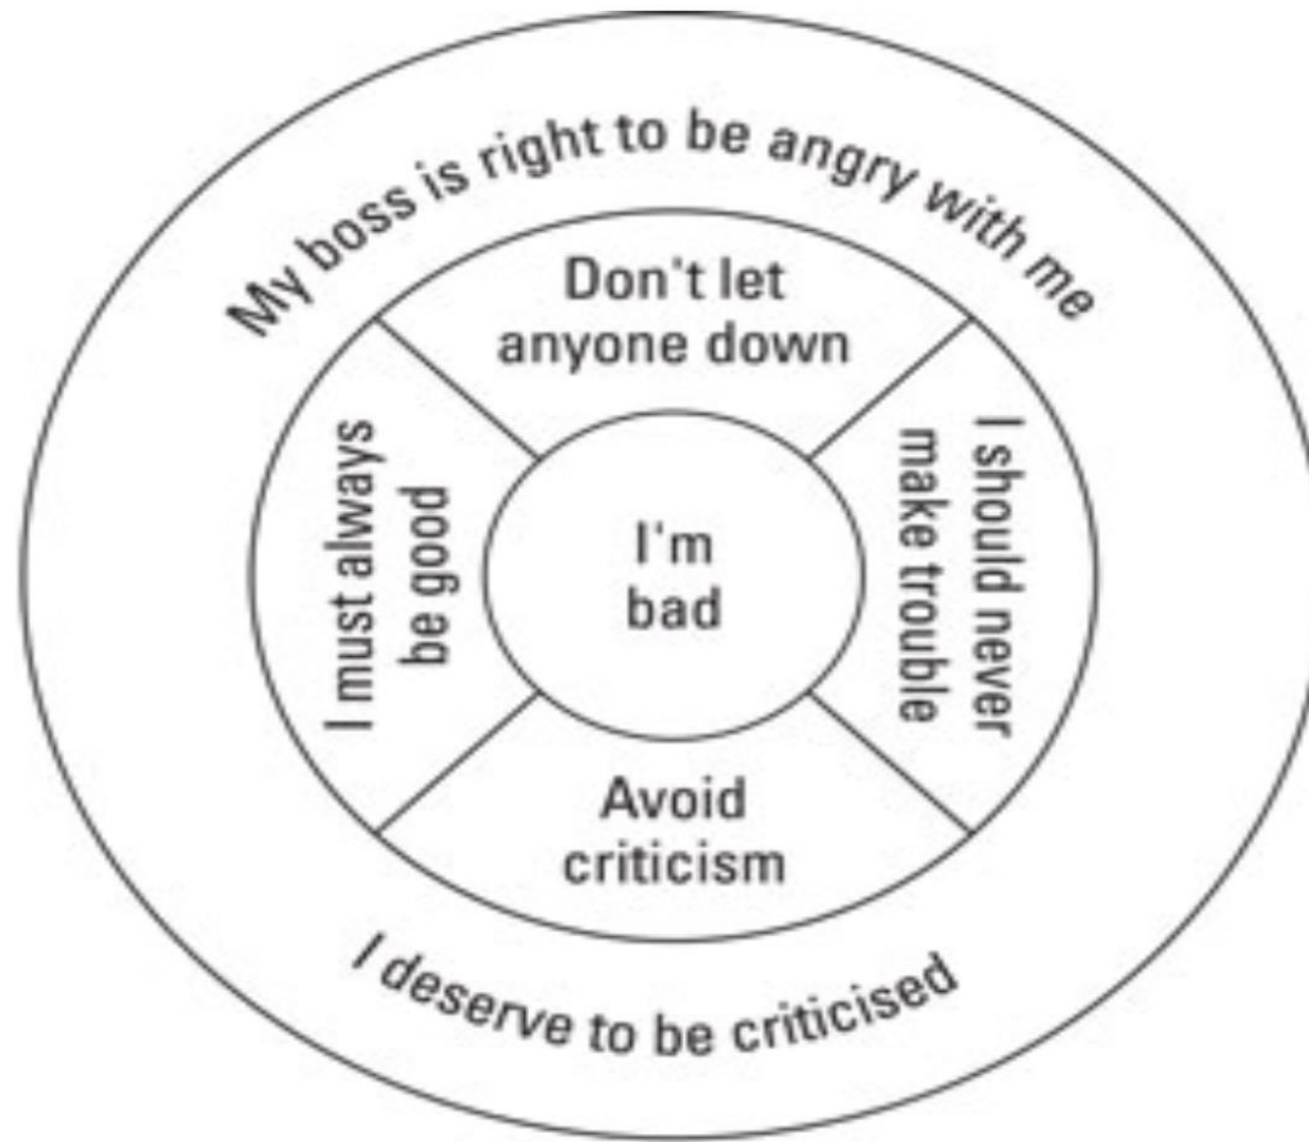 My boss is right to be angry with me
Don't let
anyone down
I must always
be good
I'm
bad
I should never
make trouble
Avoid
criticism
I deserve to be criticised